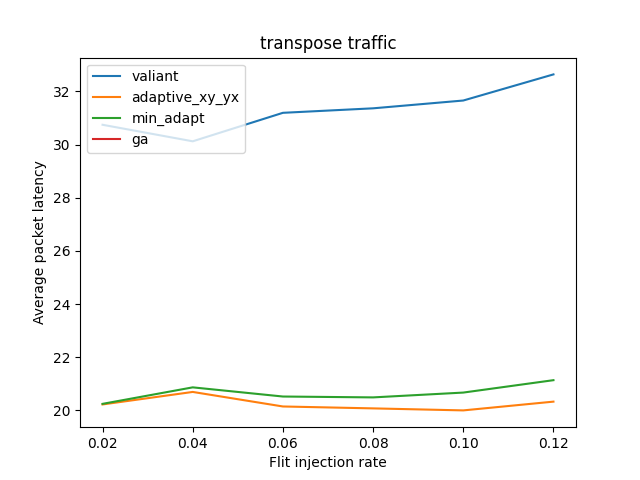 transpose traffic
valiant
adaptive_xy_yx
min_adapt
ga
Average packet latency
32
30
28
26
24
22
20
0.02 0.04 0.06 0.08 0.10 0.12
Flit injection rate